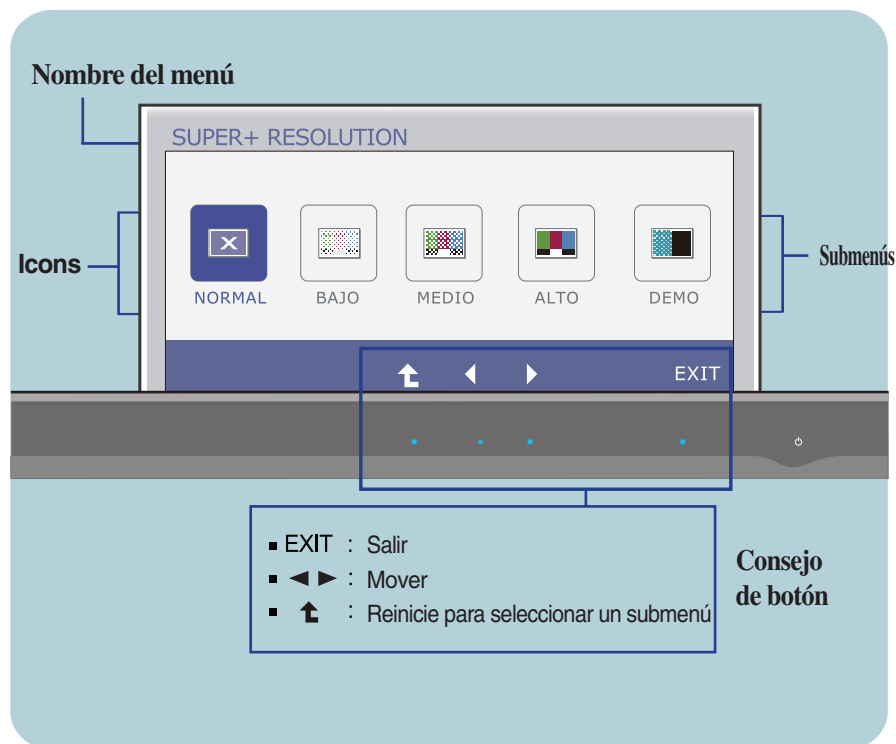 Nombre del menú
SUPER+ RESOLUTION
Icons
Submenús
NORMAL BAJO MEDIO ALTO DEMO
EXIT
EXIT : Salir
◄ ► : Mover
: Reinicie para seleccionar un submenú
Consejo
de botón